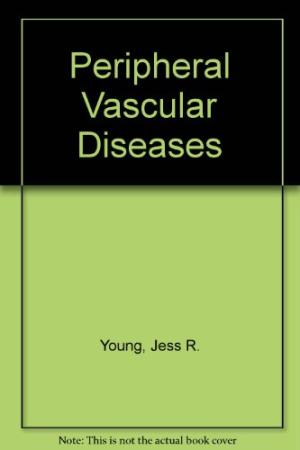 Peripheral
Vascular
Diseases
Young, Jess R.
Note: This is not the actual book cover